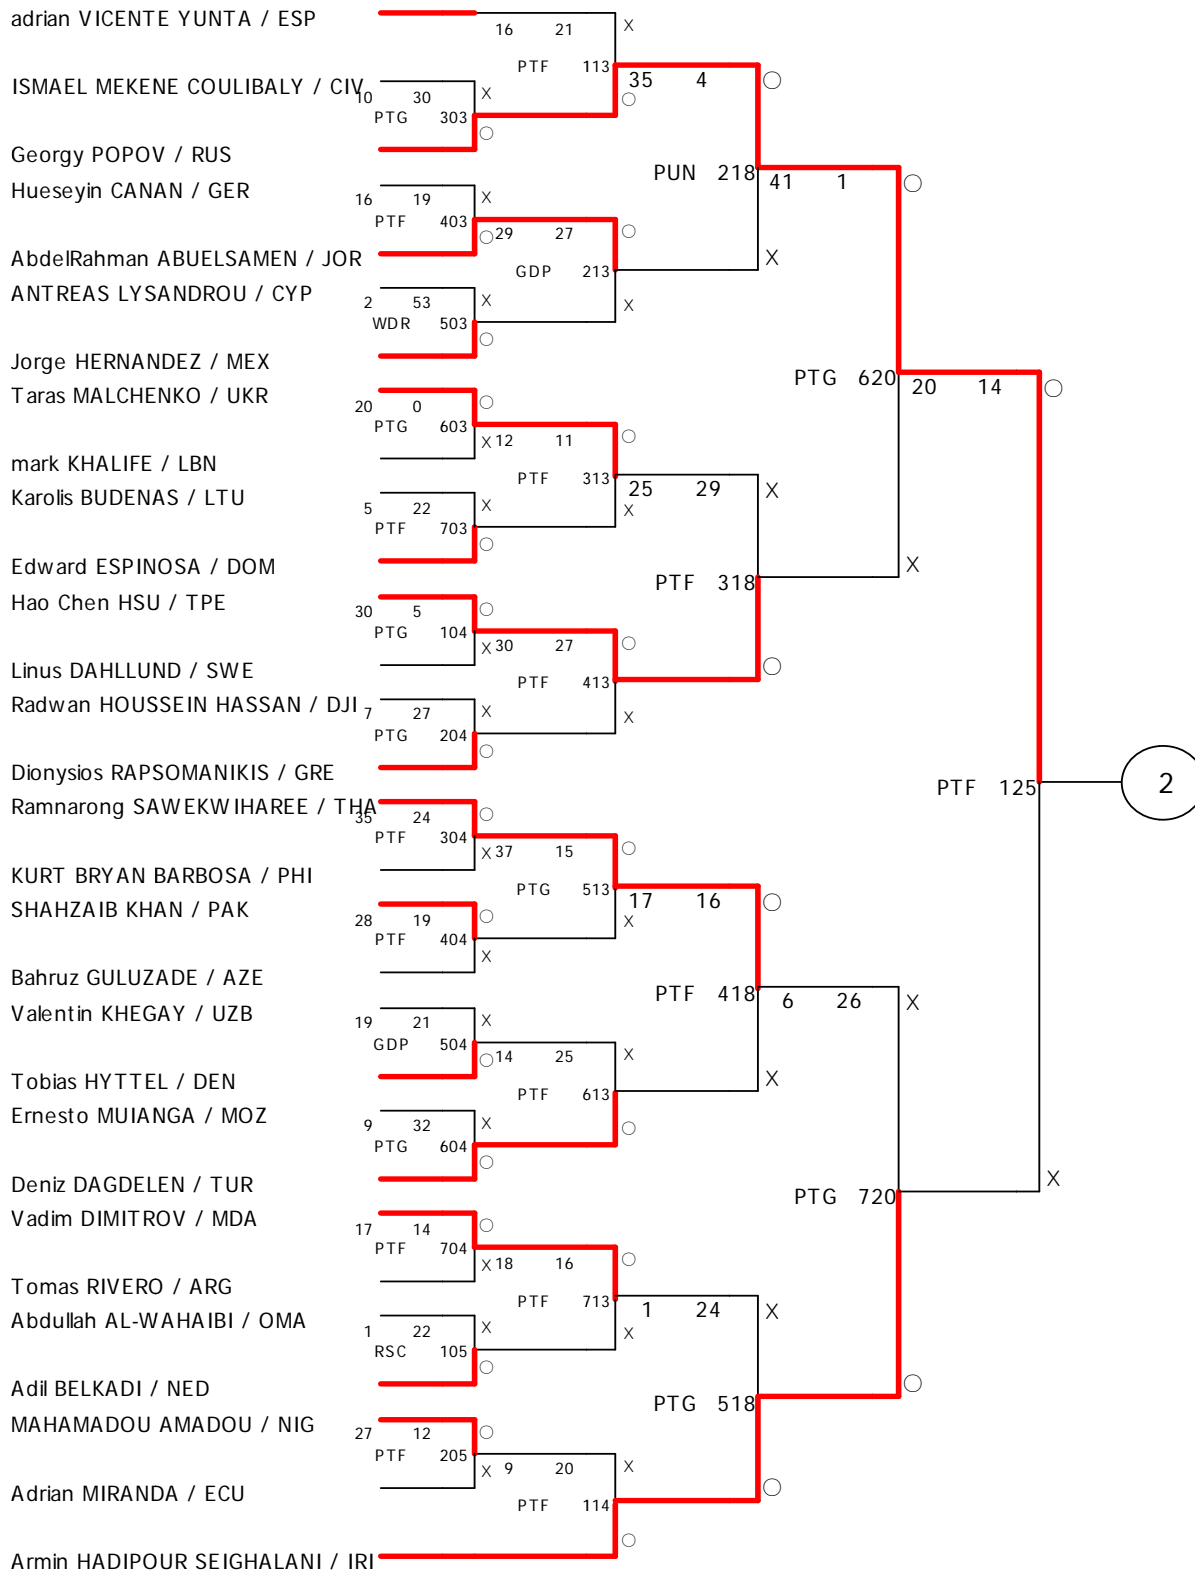 adrian VICENTE YUNTA / ESP
16 21 X
PTF 113
35 4 ○
ISMAEL MEKENE COULIBALY / CIV
10 30 X ○
PTG 303
○
Georgy POPOV / RUS
PUN 218
41 1 ○
Hueseyin CANAN / GER
16 19 X
PTF 403
○ 29 27 ○
AbdelRahman ABUELSAMEN / JOR
GDP 213 X
ANTREAS LYSANDROU / CYP
2 53 X X
WDR 503
○
Jorge HERNANDEZ / MEX
PTG 620
20 14 ○
Taras MALCHENKO / UKR
20 0 ○
PTG 603
X 12 11 ○
mark KHALIFE / LBN
PTF 313
25 29 X
Karolis BUDENAS / LTU
5 22 X X
PTF 703
○
Edward ESPINOSA / DOM
X
PTF 318
Hao Chen HSU / TPE
30 5 ○
PTG 104
X 30 27 ○
Linus DAHLLUND / SWE
PTF 413
○
Radwan HOUSSEIN HASSAN / DJI
7 27 X X
PTG 204
○
Dionysios RAPSOMANIKIS / GRE
PTF 125
2
Ramnarong SAWEKWIHAREE / THA
35 24 ○
PTF 304
X 37 15 ○
KURT BRYAN BARBOSA / PHI
PTG 513
17 16 ○
SHAHZAIB KHAN / PAK
28 19 ○ X
PTF 404
X
Bahruz GULUZADE / AZE
PTF 418
6 26 X
Valentin KHEGAY / UZB
19 21 X
GDP 504
○ 14 25 X
Tobias HYTTEL / DEN
PTF 613
X
Ernesto MUIANGA / MOZ
9 32 X ○
PTG 604
○
Deniz DAGDELEN / TUR
PTG 720
X
Vadim DIMITROV / MDA
17 14 ○
PTF 704
X 18 16 ○
Tomas RIVERO / ARG
PTF 713
1 24 X
Abdullah AL-WAHAIBI / OMA
1 22 X X
RSC 105
○
Adil BELKADI / NED
○
PTG 518
MAHAMADOU AMADOU / NIG
27 12 ○
PTF 205
X 9 20 X
Adrian MIRANDA / ECU
PTF 114
○
○
Armin HADIPOUR SEIGHALANI / IRI